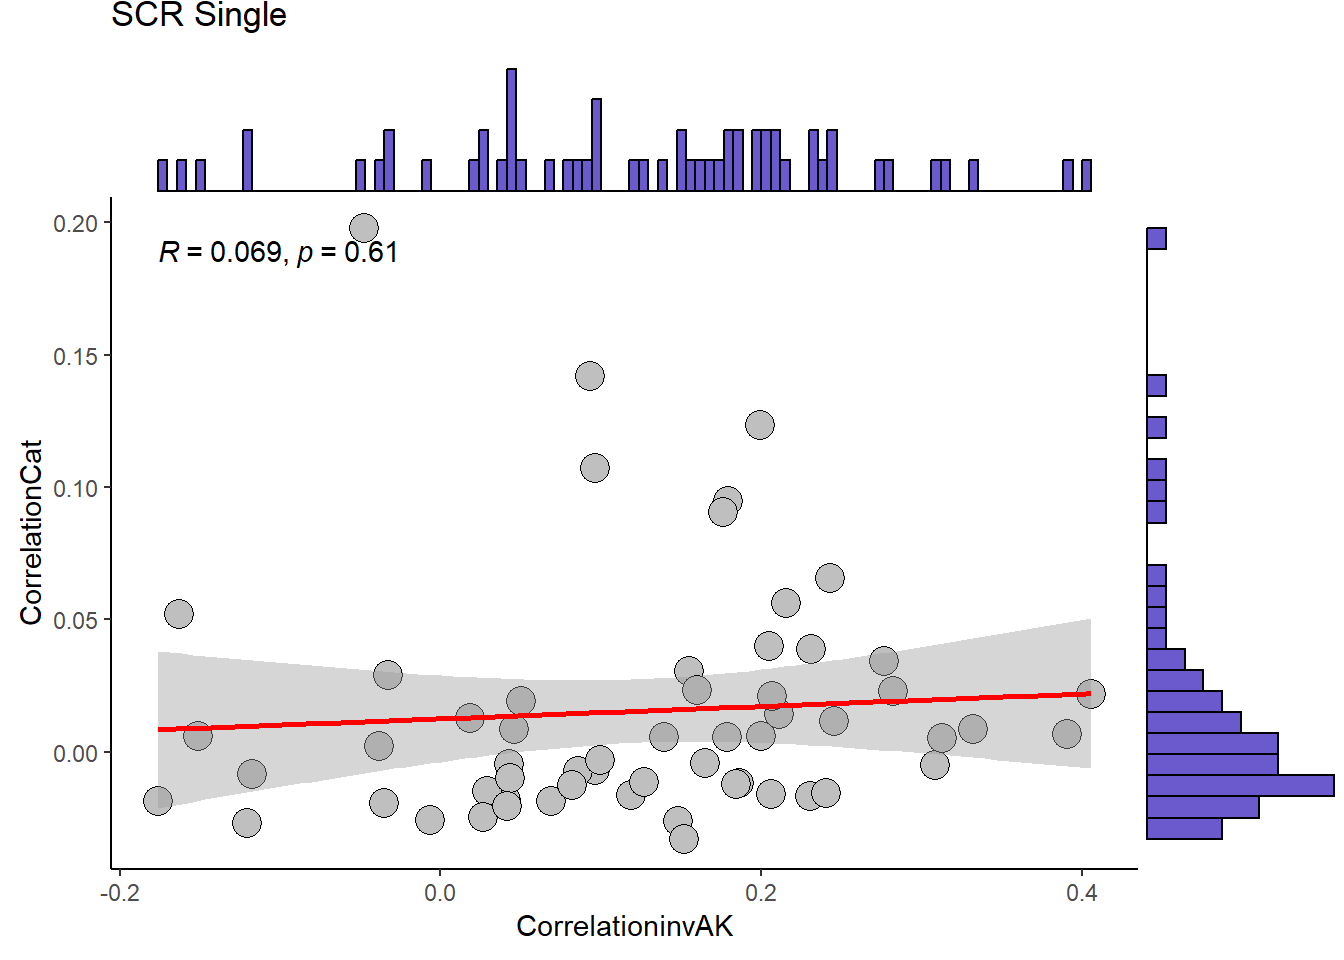 SCR Single
R = 0.069, p = 0.61
0.20
0.15
0.10
0.05
0.00
CorrelationCat
-0.2 0.0 0.2 0.4
CorrelationinvAK